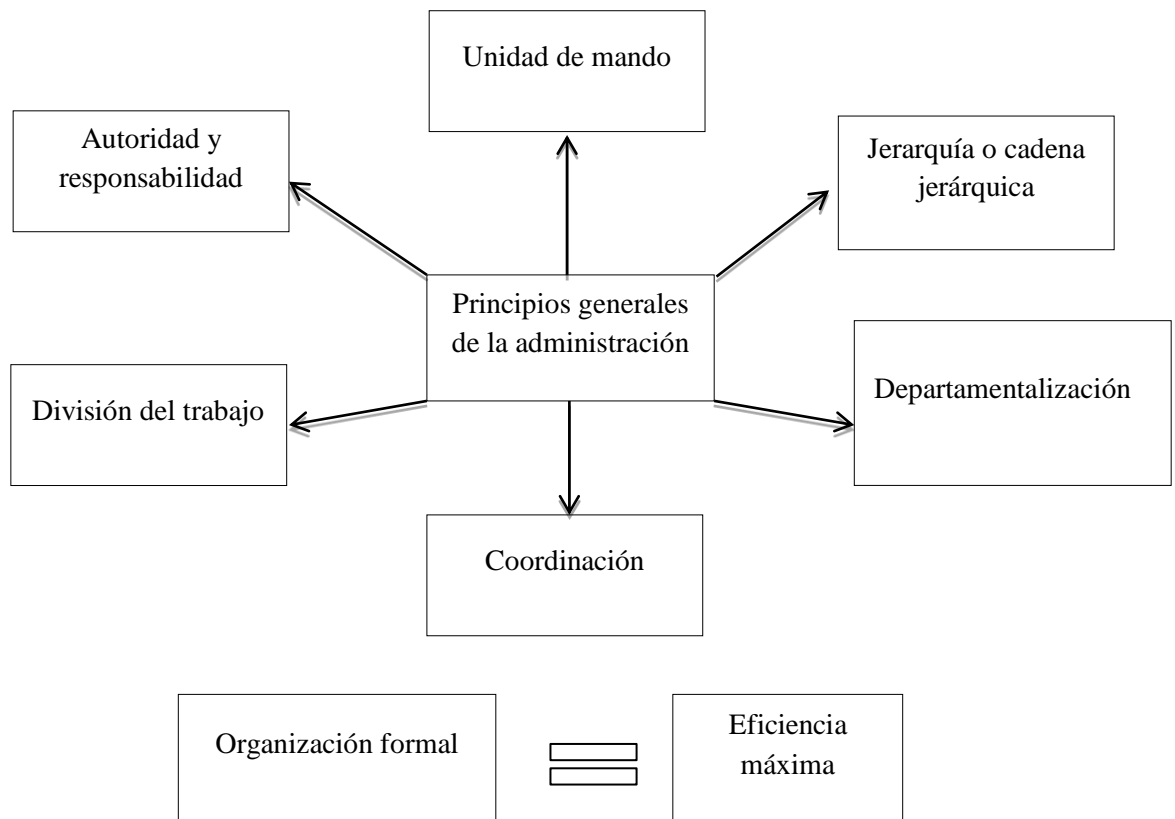 Unidad de mando
Autoridad y
responsabilidad
Jerarquía o cadena
jerárquica
Principios generales
de la administración
División del trabajo
Departamentalización
Coordinación
Organización formal
Eficiencia
máxima